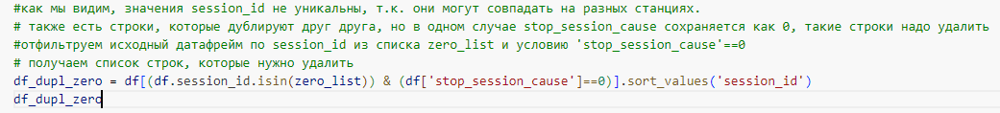 #как мы видим, значения session_id не уникальны, т.к. они могут совпадать на разных станциях.
# также есть строки, которые дублируют друг друга, но в одном случае stop_session_cause сохраняется как 0, такие строки надо удалить
#отфильтруем исходный датафрейм по session_id из списка zero_list и условию 'stop_session_cause'==0
# получаем список строк, которые нужно удалить
df_dupl_zero = df[(df.session_id.isin(zero_list)) & (df['stop_session_cause']==0)].sort_values('session_id')
df_dupl_zero